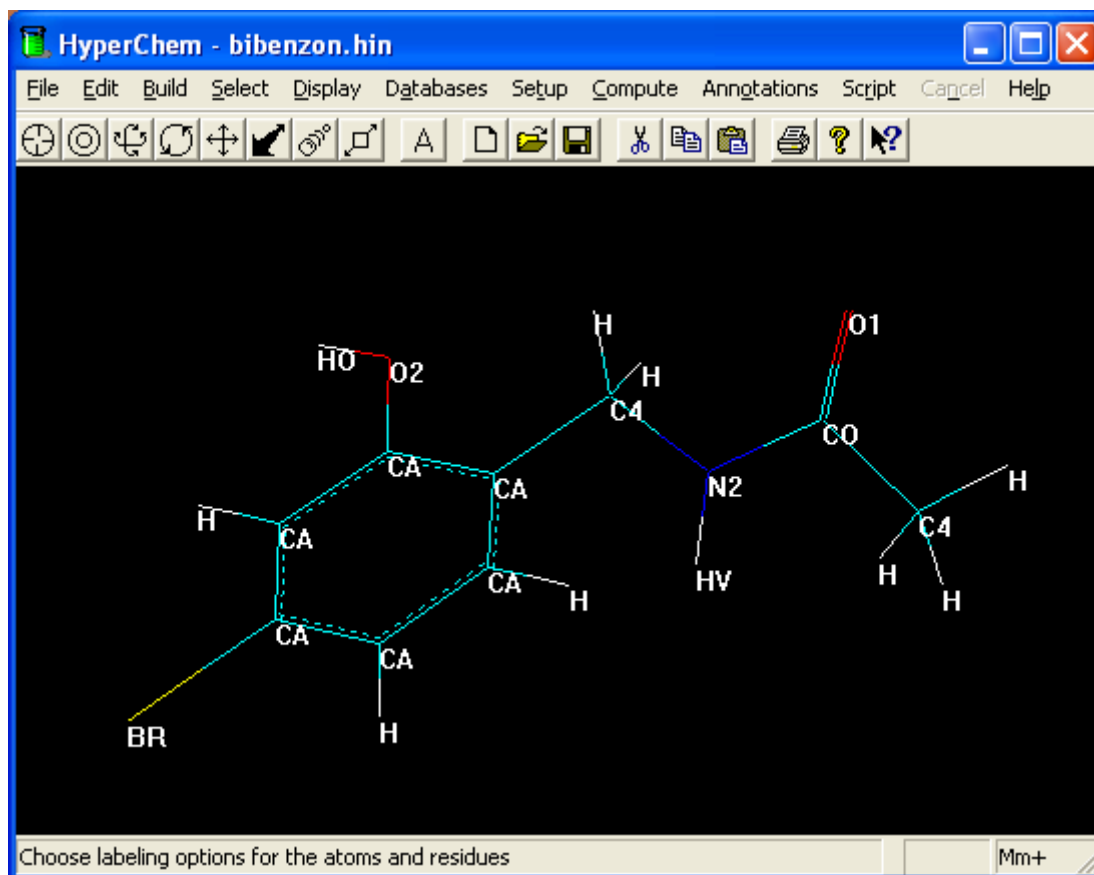 HyperChem - bibenzon.hin
File Edit Build Select Display Databases Setup Compute Annotations Script Cancel Help
A
H O1
HO O2 H
C4 CO
CA CA N2 H
H CA C4
CA H HV H H
CA CA
BR H
Choose labeling options for the atoms and residues Mm+